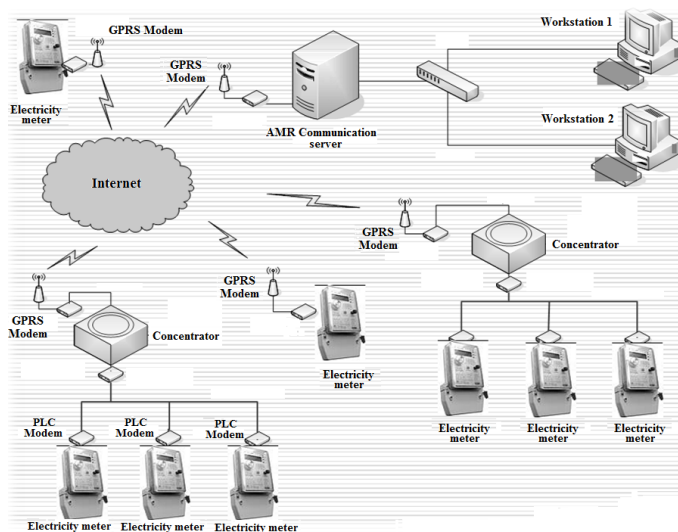 GPRS Modem
Workstation 1
GPRS
Modem
Electricity
meter
AMR Communication
server
Workstation 2
Internet
GPRS
Modem
Concentrator
GPRS
Modem
GPRS
Modem
Concentrator
Electricity
meter
PLC
Modem
PLC
Modem
PLC
Modem
Electricity
meter
Electricity
meter
Electricity
meter
Electricity meter
Electricity meter
Electricity meter